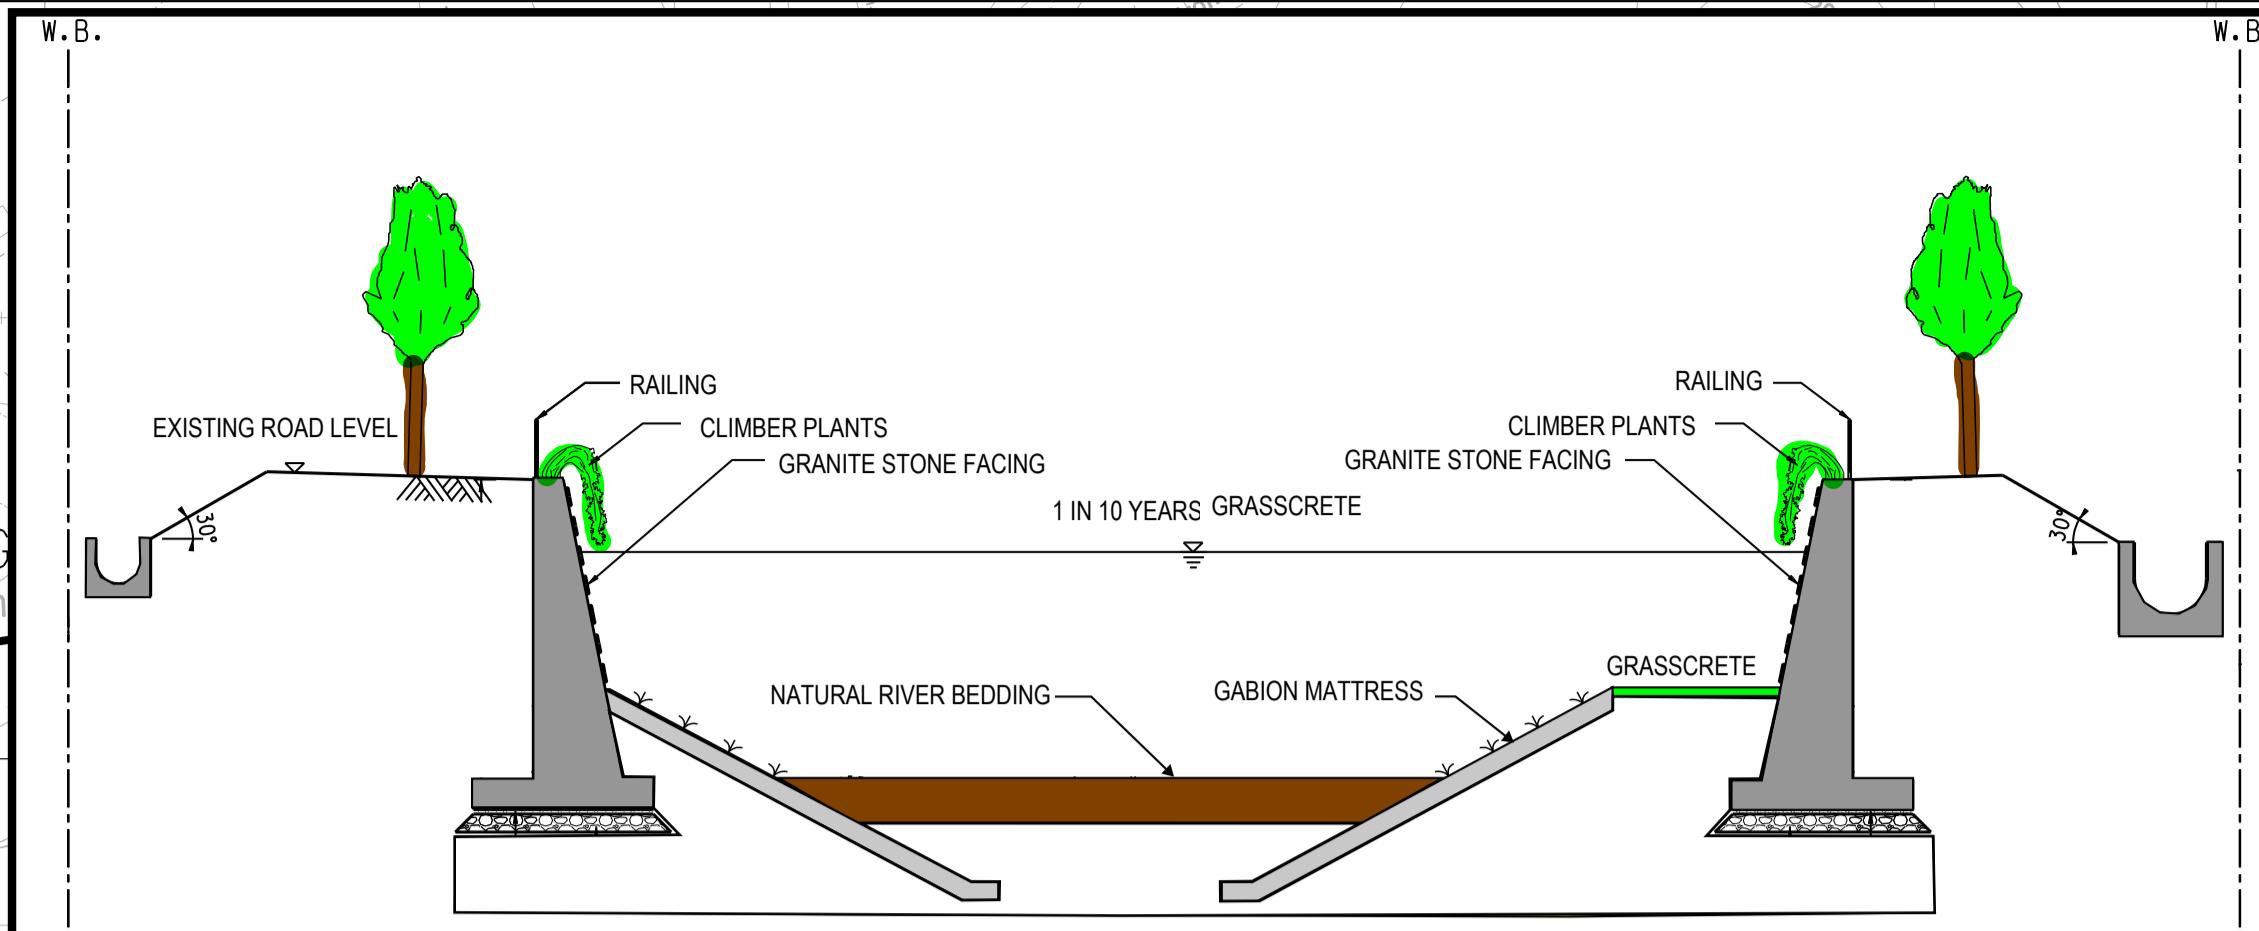 W.B.
W.B
RAILING
RAILING
EXISTING ROAD LEVEL
CLIMBER PLANTS
CLIMBER PLANTS
GRANITE STONE FACING
GRANITE STONE FACING
1 IN 10 YEARS
GRASSCRETE
30°
30°
GRASSCRETE
NATURAL RIVER BEDDING
GABION MATTRESS